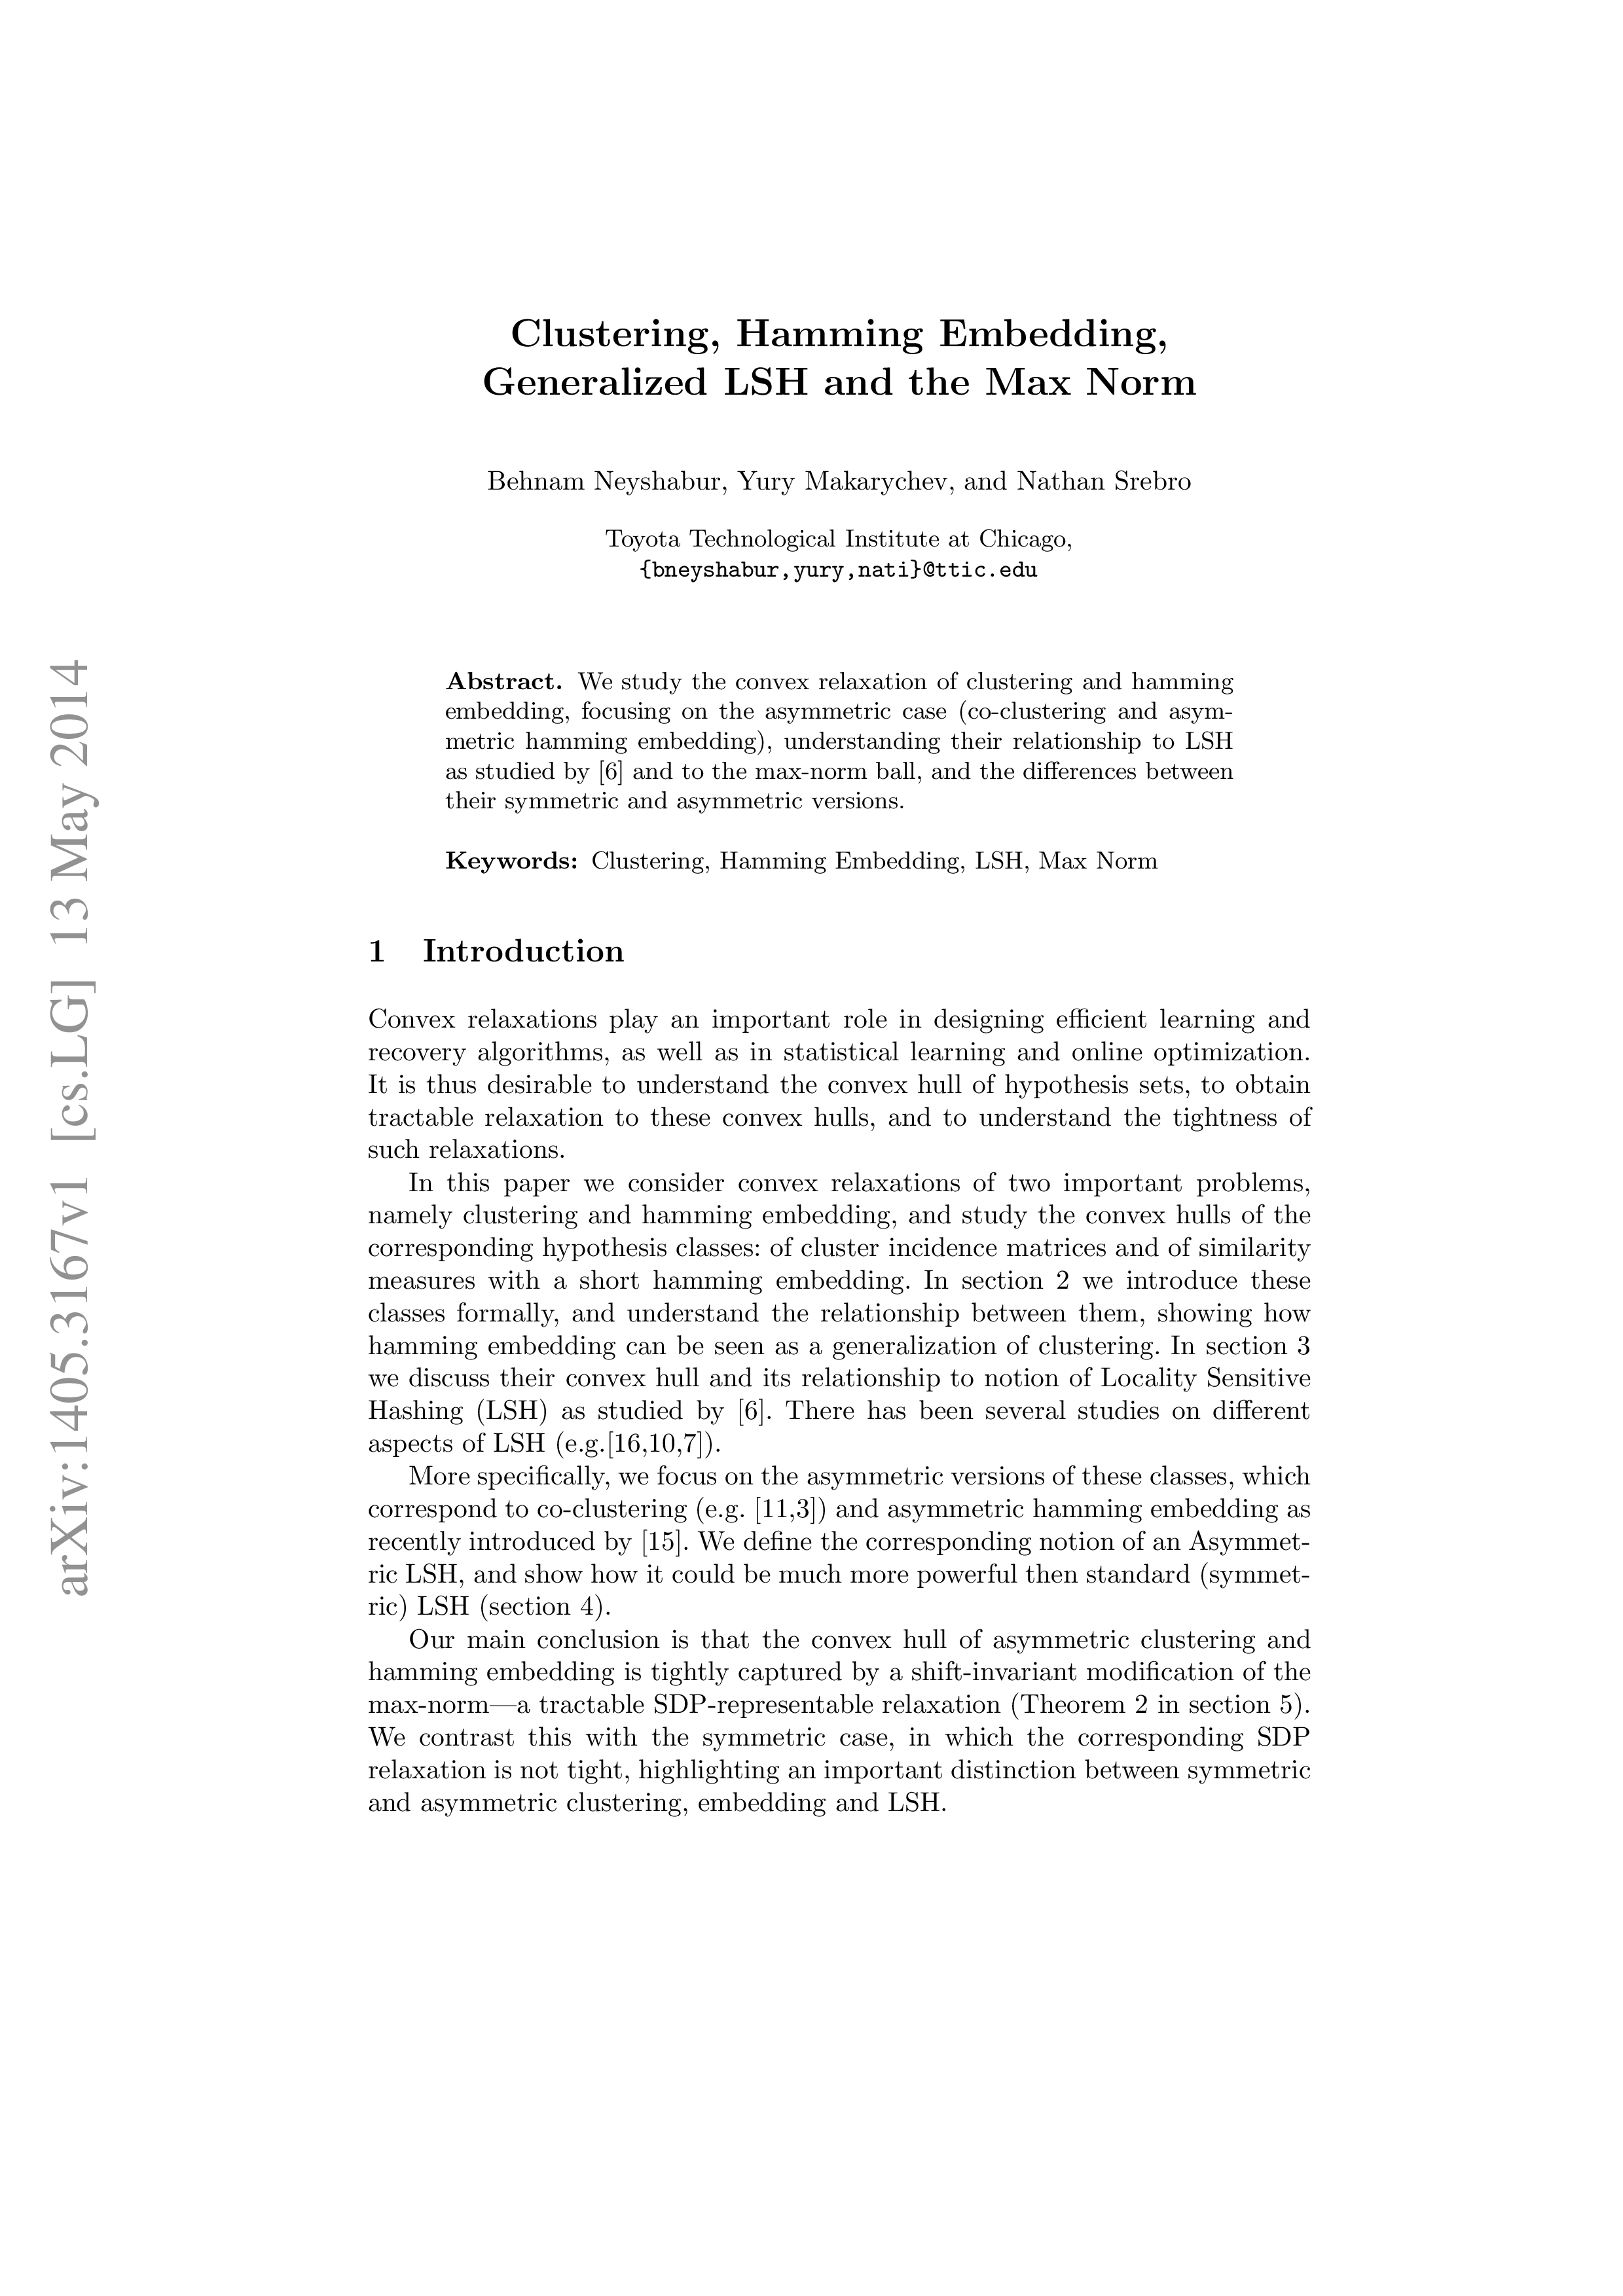 Clustering, Hamming Embedding,
Generalized LSH and the Max Norm
Behnam Neyshabur, Yury Makarychev, and Nathan Srebro
Toyota Technological Institute at Chicago,
{bneyshabur,yury,nati}@ttic.edu
Abstract. We study the convex relaxation of clustering and hamming
embedding, focusing on the asymmetric case (co-clustering and asym-
metric hamming embedding), understanding their relationship to LSH
as studied by [6] and to the max-norm ball, and the differences between
their symmetric and asymmetric versions.
Keywords: Clustering, Hamming Embedding, LSH, Max Norm
1 Introduction
Convex relaxations play an important role in designing efficient learning and
recovery algorithms, as well as in statistical learning and online optimization.
It is thus desirable to understand the convex hull of hypothesis sets, to obtain
tractable relaxation to these convex hulls, and to understand the tightness of
such relaxations.
In this paper we consider convex relaxations of two important problems,
namely clustering and hamming embedding, and study the convex hulls of the
corresponding hypothesis classes: of cluster incidence matrices and of similarity
measures with a short hamming embedding. In section 2 we introduce these
classes formally, and understand the relationship between them, showing how
hamming embedding can be seen as a generalization of clustering. In section 3
we discuss their convex hull and its relationship to notion of Locality Sensitive
Hashing (LSH) as studied by [6]. There has been several studies on different
aspects of LSH (e.g.[16,10,7]).
More specifically, we focus on the asymmetric versions of these classes, which
correspond to co-clustering (e.g. [11,3]) and asymmetric hamming embedding as
recently introduced by [15]. We define the corresponding notion of an Asymmet-
ric LSH, and show how it could be much more powerful then standard (symmet-
ric) LSH (section 4).
Our main conclusion is that the convex hull of asymmetric clustering and
hamming embedding is tightly captured by a shift-invariant modification of the
max-norm—a tractable SDP-representable relaxation (Theorem 2 in section 5).
We contrast this with the symmetric case, in which the corresponding SDP
relaxation is not tight, highlighting an important distinction between symmetric
and asymmetric clustering, embedding and LSH.
arXiv:1405.3167v1 [cs.LG] 13 May 2014